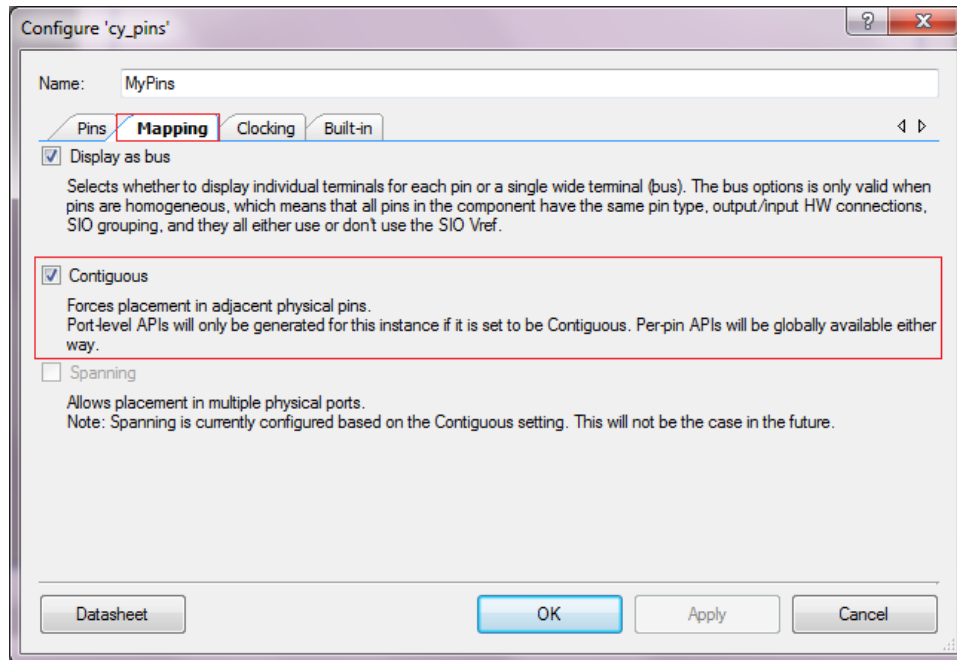 Configure 'cy_pins'
Name: MyPins
Pins Mapping Clocking Built-in
Display as bus
Selects whether to display individual terminals for each pin or a single wide terminal (bus). The bus options is only valid when
pins are homogeneous, which means that all pins in the component have the same pin type, output/input HW connections,
SIO grouping, and they all either use or don't use the SIO Vref.
Contiguous
Forces placement in adjacent physical pins.
Port-level APIs will only be generated for this instance if it is set to be Contiguous. Per-pin APIs will be globally available either
way.
Spanning
Allows placement in multiple physical ports.
Note: Spanning is currently configured based on the Contiguous setting. This will not be the case in the future.
Datasheet OK Apply Cancel